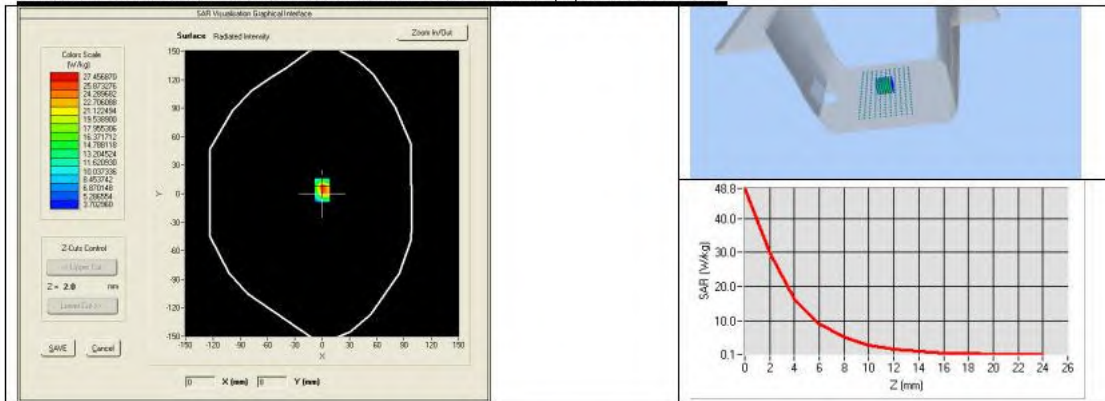 SAR Visualisation Graphical Interface
Surface Radiated Intensity
Zoom In/Out
Colors Scale
(W/kg)
27.456870
25.873276
24.289682
22.706088
21.122494
19.538900
17.955306
16.371712
14.788118
13.204524
11.620930
10.037336
8.453742
6.870148
5.286554
3.702960
150
120
90
60
30
0
-30
-60
-90
-120
-150
Y
-150 -120 -90 -60 -30 0 30 60 90 120 150
X
Z-Cuts Control
<< Upper Cut
Z = 2.0 mm
Lower Cut >>
SAVE Cancel
0 X (mm) 0 Y (mm)
48.8
40.0
30.0
20.0
10.0
0.1
SAR (W/kg)
0 2 4 6 8 10 12 14 16 18 20 22 24 26
Z (mm)